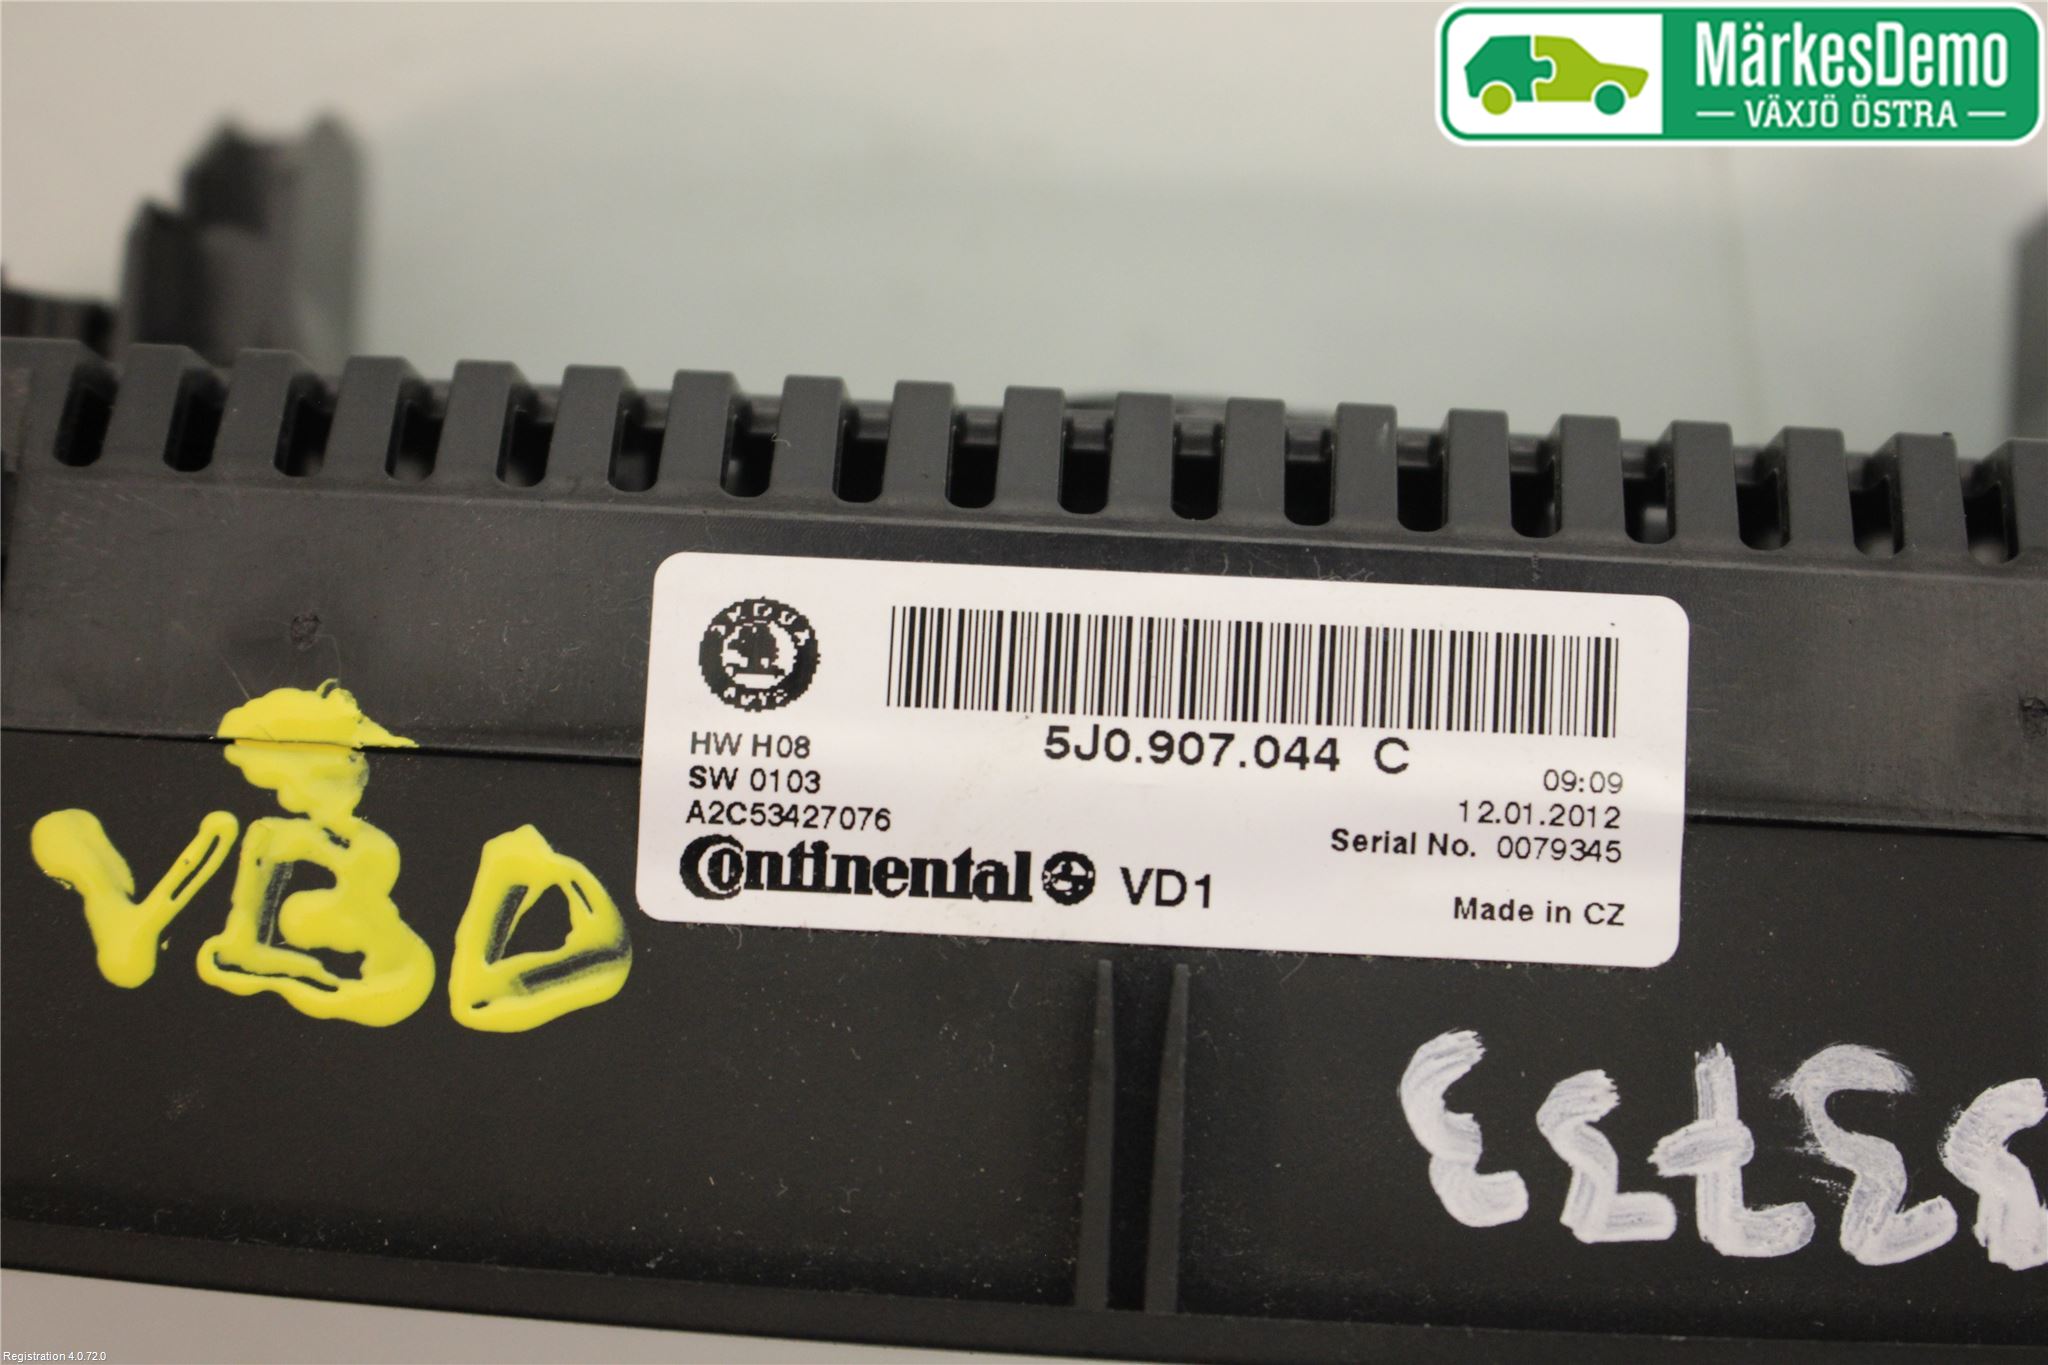 MärkesDemo
VÄXJÖ ÖSTRA
5J0.907.044 C
HW H08
SW 0103
A2C53427076
09:09
12.01.2012
Serial No. 0079345
Continental VD1
Made in CZ
VBD
Registration 4.0.72.0